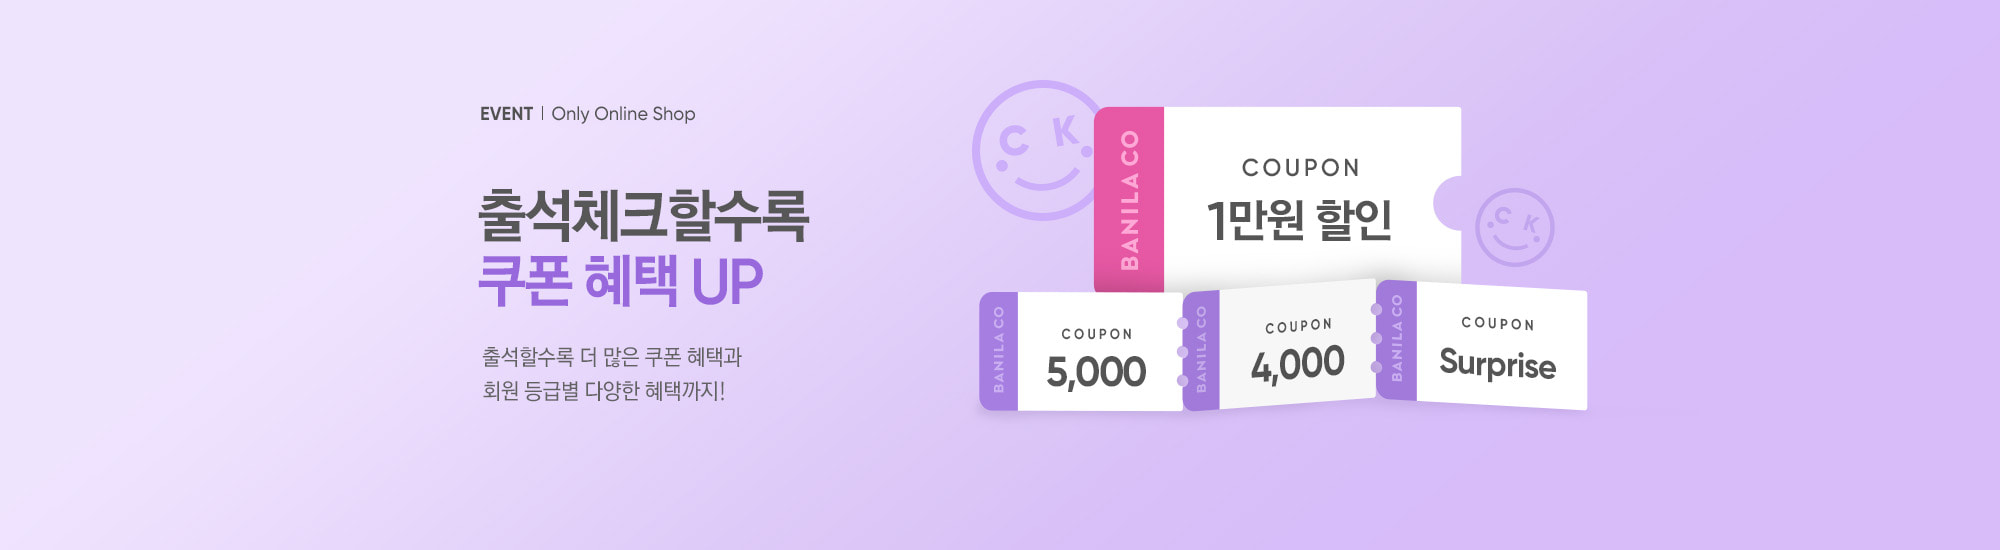 EVENT | Only Online Shop
출석체크할수록
쿠폰 혜택 UP
출석할수록 더 많은 쿠폰 혜택과
회원 등급별 다양한 혜택까지!
C K
BANILA CO
COUPON
1만원 할인
C K
BANILA CO
COUPON
5,000
BANILA CO
COUPON
4,000
BANILA CO
COUPON
Surprise